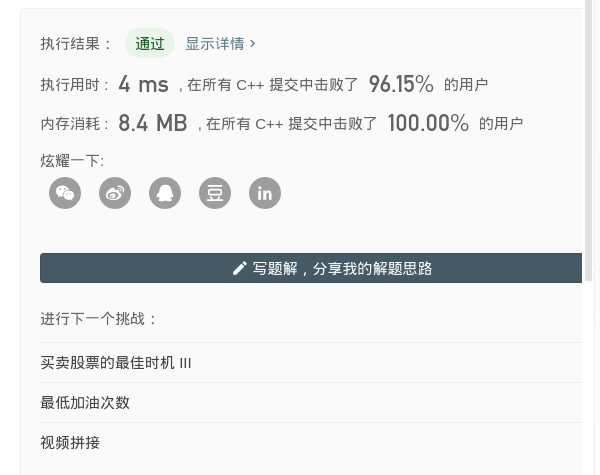 执行结果： 通过 显示详情 ›
执行用时 : 4 ms , 在所有 C++ 提交中击败了 96.15% 的用户
内存消耗 : 8.4 MB , 在所有 C++ 提交中击败了 100.00% 的用户
炫耀一下:
豆 in
写题解，分享我的解题思路
进行下一个挑战：
买卖股票的最佳时机 III
最低加油次数
视频拼接